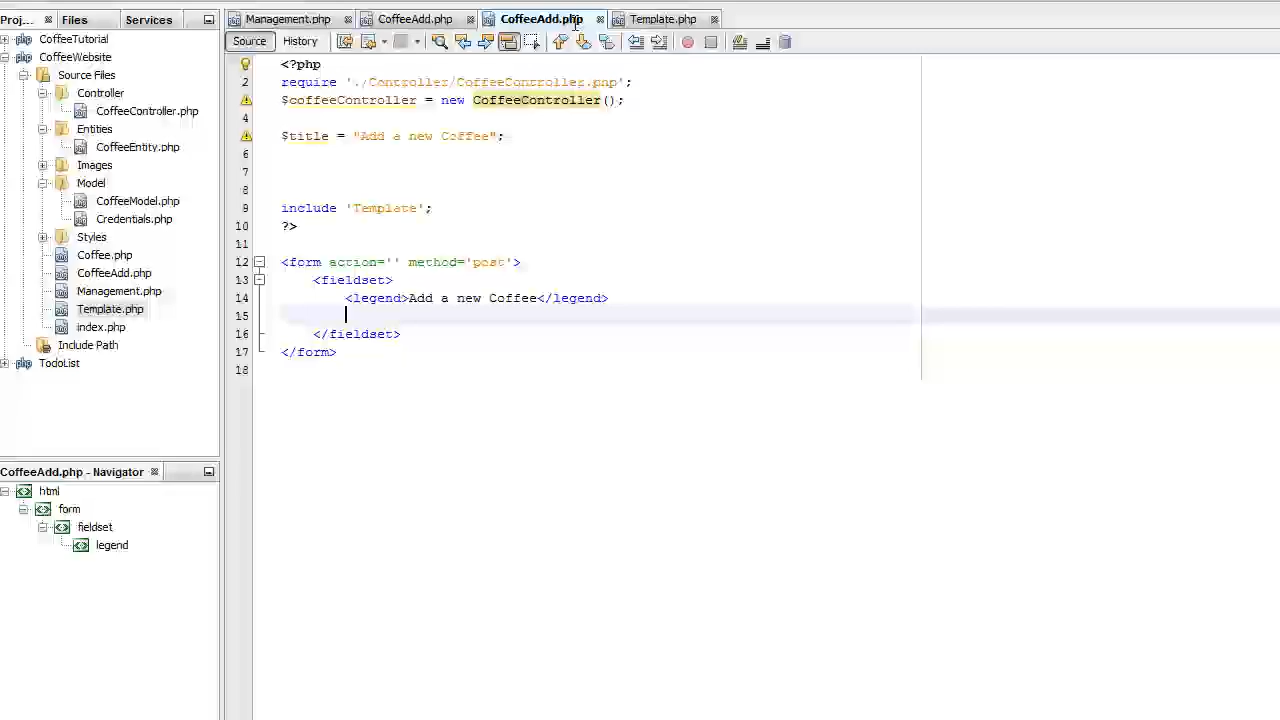 Proj...
Files
Services
Management.php
CoffeeAdd.php
CoffeeAdd.php
Template.php
Source
History
CoffeeTutorial
CoffeeWebsite
Source Files
Controller
CoffeeController.php
Entities
CoffeeEntity.php
Images
Model
CoffeeModel.php
Credentials.php
Styles
Coffee.php
CoffeeAdd.php
Management.php
Template.php
index.php
Include Path
TodoList
<?php
2 require './Controller/CoffeeController.php';
$coffeeController = new CoffeeController();
4
$title = "Add a new Coffee";
6
7
8
9 include 'Template';
10 ?>
11
12 <form action='' method='post'>
13 <fieldset>
14 <legend>Add a new Coffee</legend>
15
16 </fieldset>
17 </form>
18
CoffeeAdd.php - Navigator
html
form
fieldset
legend